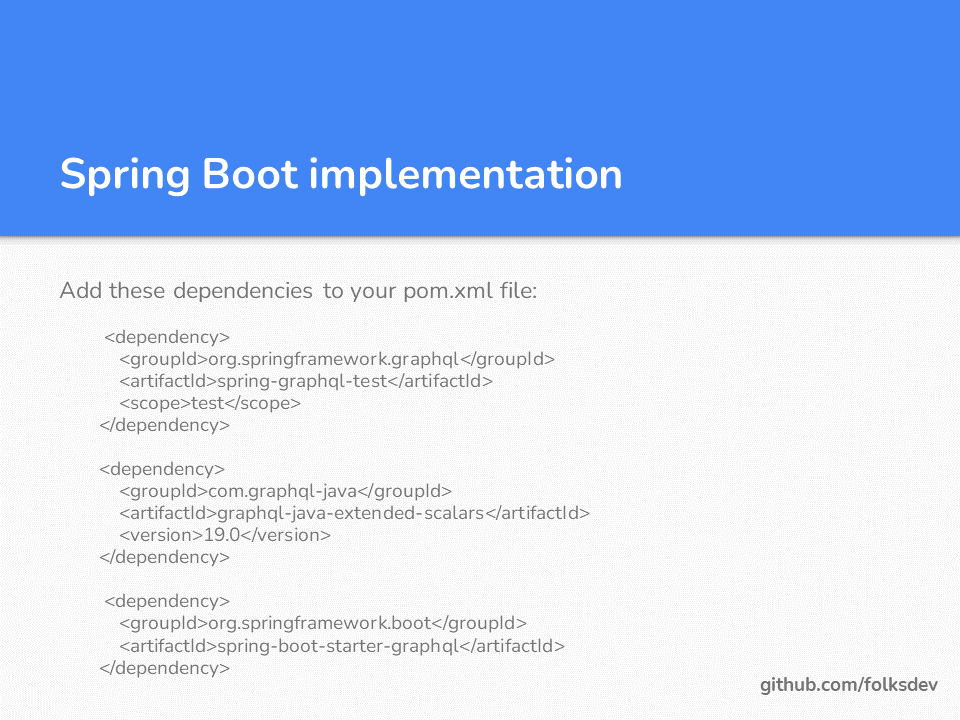 Spring Boot implementation
Add these dependencies to your pom.xml file:
<dependency>
<groupId>org.springframework.graphql</groupId>
<artifactId>spring-graphql-test</artifactId>
<scope>test</scope>
</dependency>
<dependency>
<groupId>com.graphql-java</groupId>
<artifactId>graphql-java-extended-scalars</artifactId>
<version>19.0</version>
</dependency>
<dependency>
<groupId>org.springframework.boot</groupId>
<artifactId>spring-boot-starter-graphql</artifactId>
</dependency>
github.com/folksdev